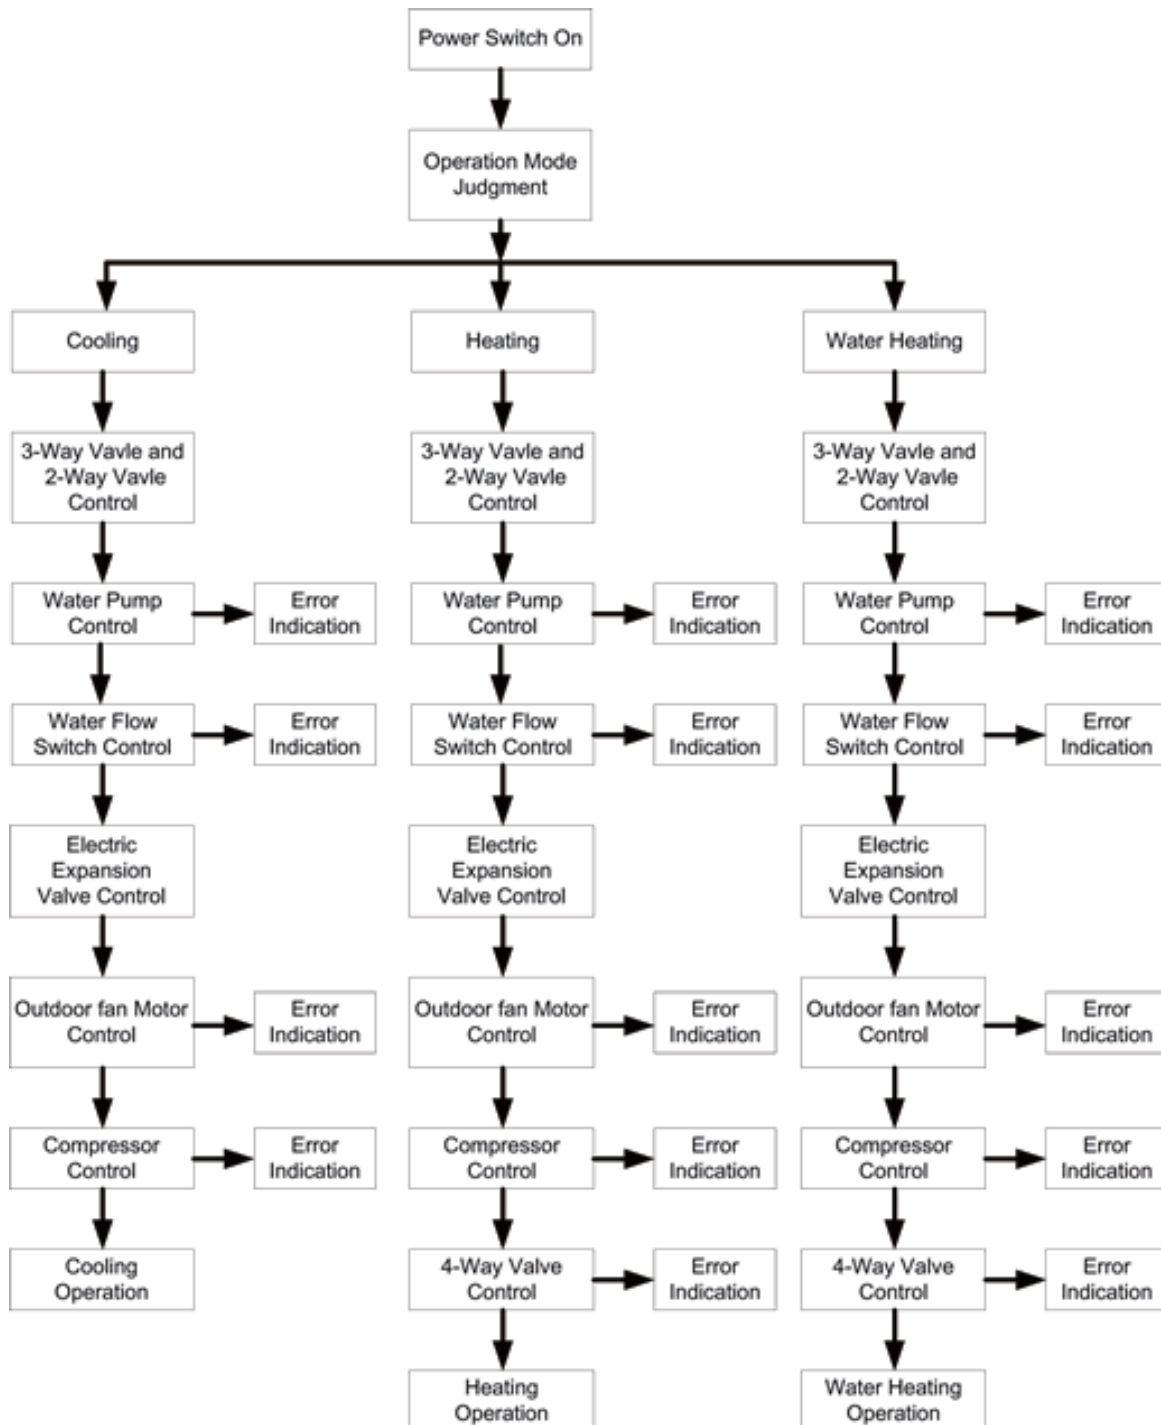 Power Switch On
Operation Mode
Judgment
Cooling
Heating
Water Heating
3-Way Vavle and
2-Way Vavle
Control
3-Way Vavle and
2-Way Vavle
Control
3-Way Vavle and
2-Way Vavle
Control
Water Pump
Control
Error
Indication
Water Pump
Control
Error
Indication
Water Pump
Control
Error
Indication
Water Flow
Switch Control
Error
Indication
Water Flow
Switch Control
Error
Indication
Water Flow
Switch Control
Error
Indication
Electric
Expansion
Valve Control
Electric
Expansion
Valve Control
Electric
Expansion
Valve Control
Outdoor fan Motor
Control
Error
Indication
Outdoor fan Motor
Control
Error
Indication
Outdoor fan Motor
Control
Error
Indication
Compressor
Control
Error
Indication
Compressor
Control
Error
Indication
Compressor
Control
Error
Indication
Cooling
Operation
4-Way Valve
Control
Error
Indication
4-Way Valve
Control
Error
Indication
Heating
Operation
Water Heating
Operation